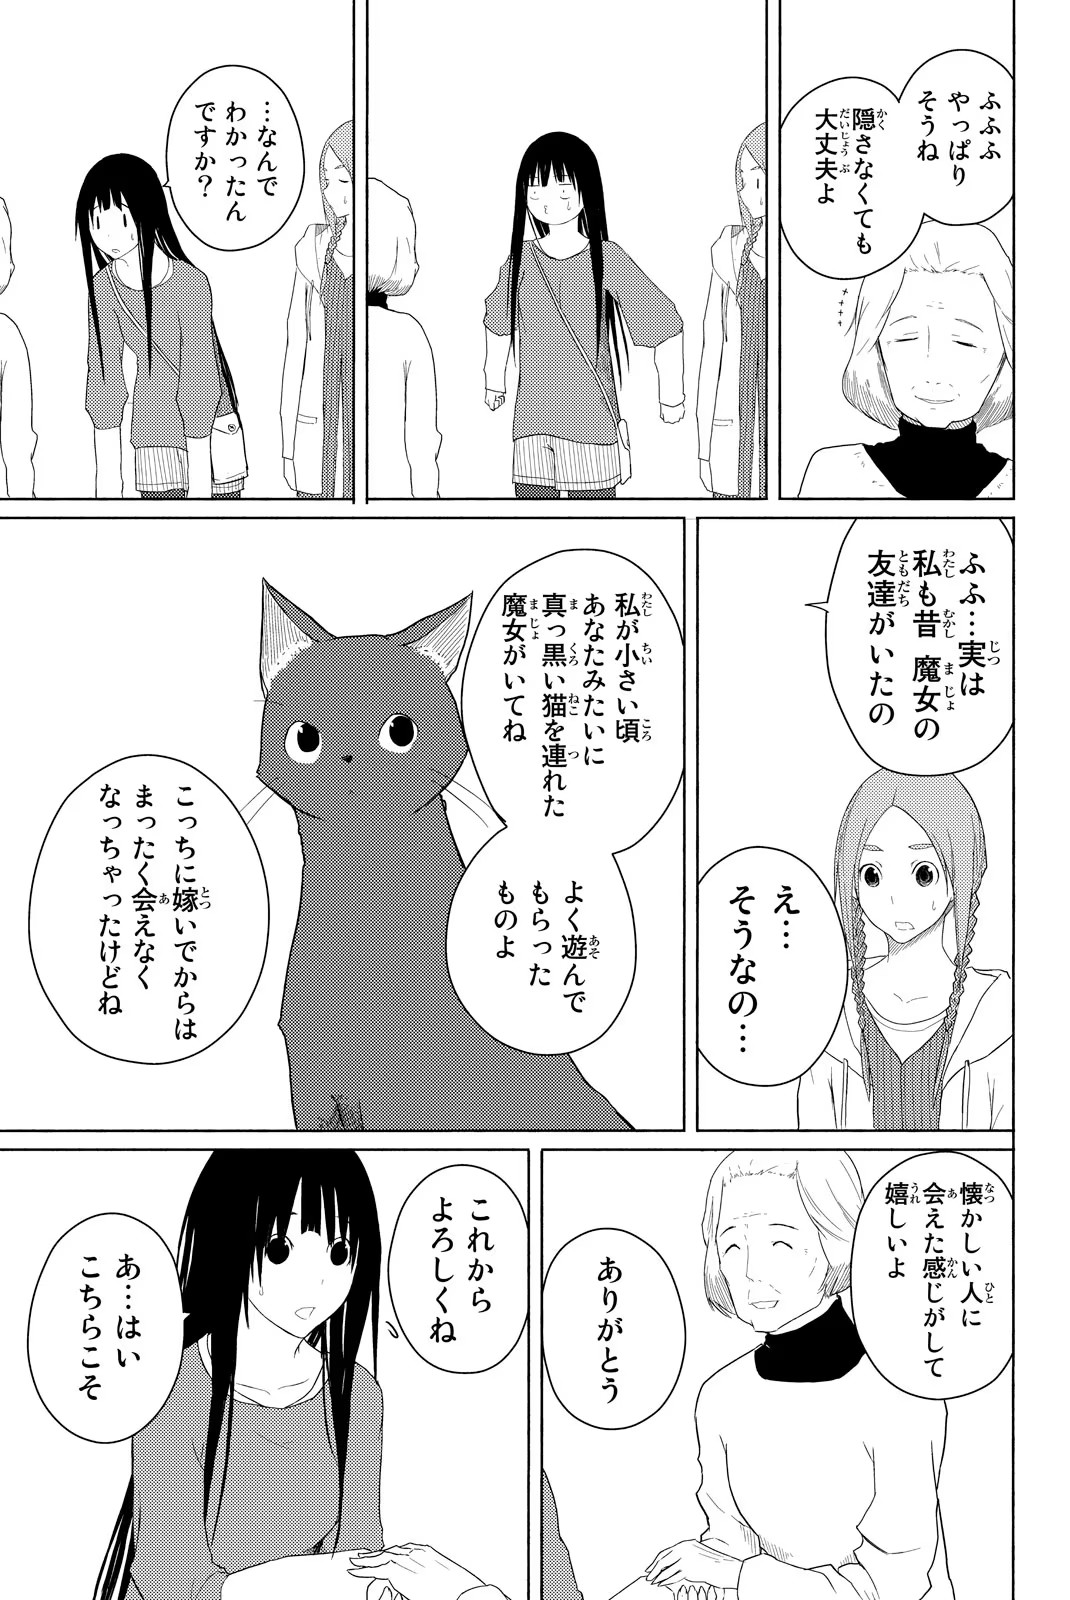 ふふふ
やっぱり
そうね
隠さなくても
大丈夫よ
…なんで
わかったん
ですか?
ふふ…実は
私も昔 魔女の
友達がいたの
え…
そうなの…
私が小さい頃
あなたみたいに
真っ黒い猫を連れた
魔女がいてね
よく遊んで
もらった
ものよ
こっちに嫁いでからは
まったく会えなく
なっちゃったけどね
懐かしい人に
会えた感じがして
嬉しいよ
ありがとう
これから
よろしくね
あ…はい
こちらこそ